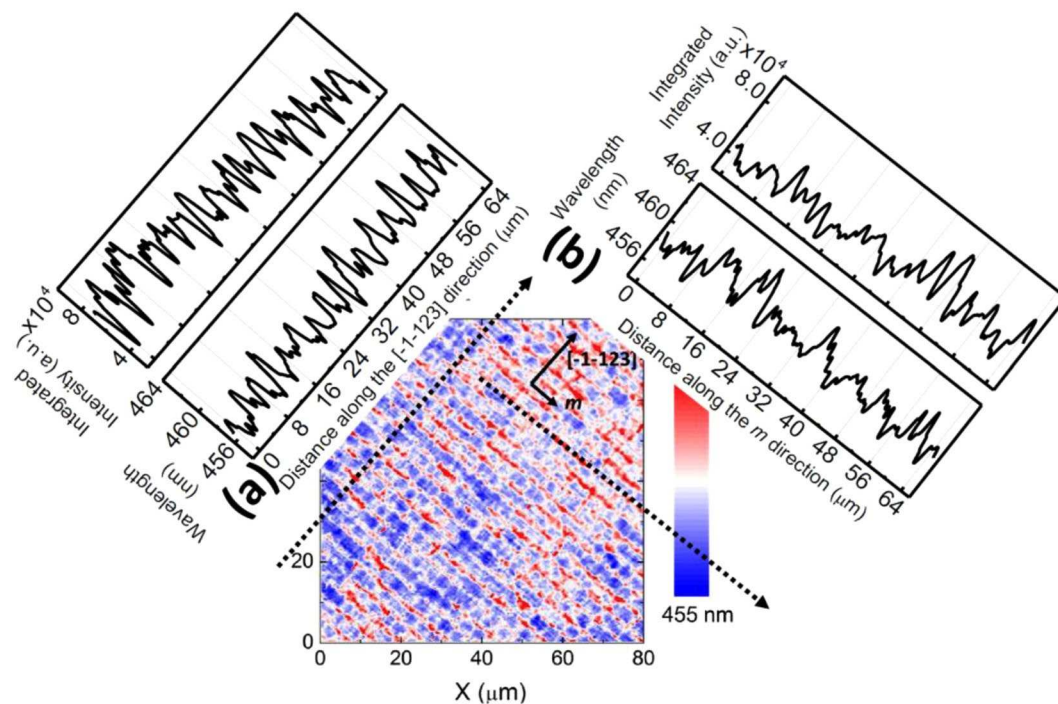 ×10⁴
8
4
Integrated
Intensity (a.u.)
464
460
456
Wavelength
(nm)
0
8
16
24
32
40
48
56
64
Distance along the [-1-123] direction (μm)
(a)
Integrated
Intensity (a.u.)
×10⁴
8.0
4.0
464
460
456
Wavelength
(nm)
(b)
0
8
16
24
32
40
48
56
64
Distance along the m direction (μm)
[-1-123]
m
20
0
0 20 40 60 80
X (μm)
455 nm